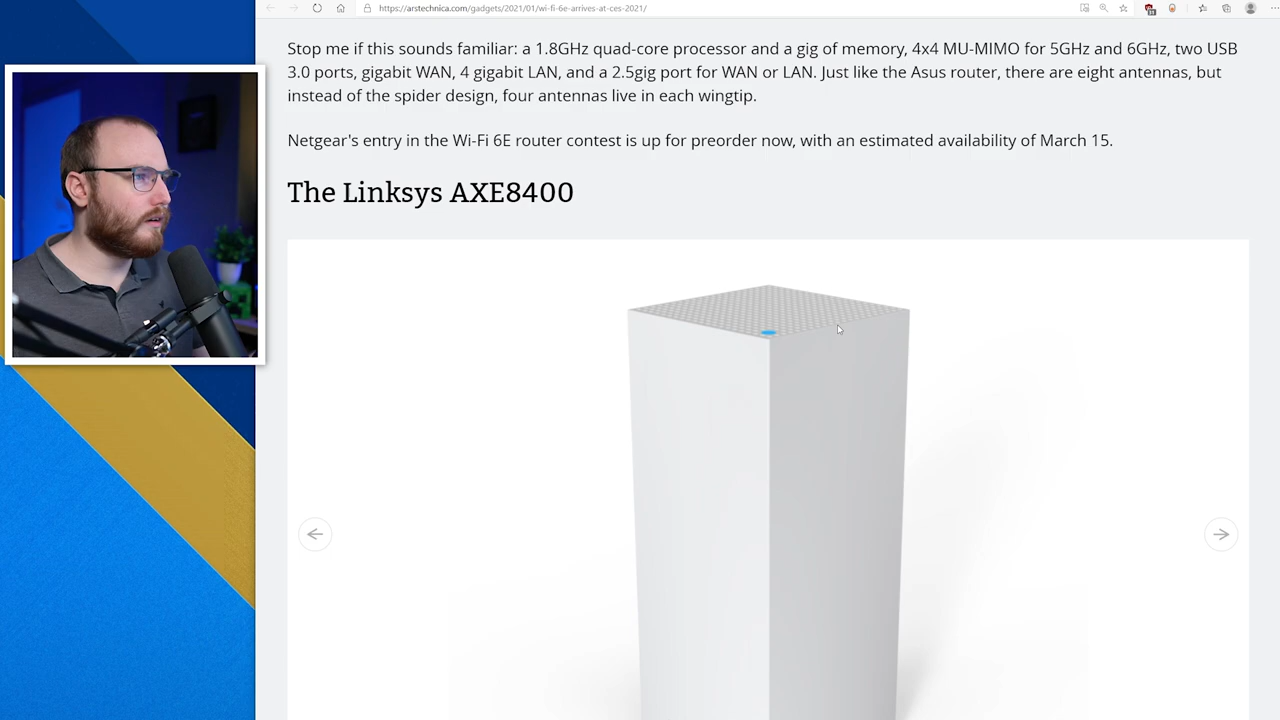 https://arstechnica.com/gadgets/2021/01/wi-fi-6e-arrives-at-ces-2021/
Stop me if this sounds familiar: a 1.8GHz quad-core processor and a gig of memory, 4x4 MU-MIMO for 5GHz and 6GHz, two USB
3.0 ports, gigabit WAN, 4 gigabit LAN, and a 2.5gig port for WAN or LAN. Just like the Asus router, there are eight antennas, but
instead of the spider design, four antennas live in each wingtip.
Netgear's entry in the Wi-Fi 6E router contest is up for preorder now, with an estimated availability of March 15.
The Linksys AXE8400